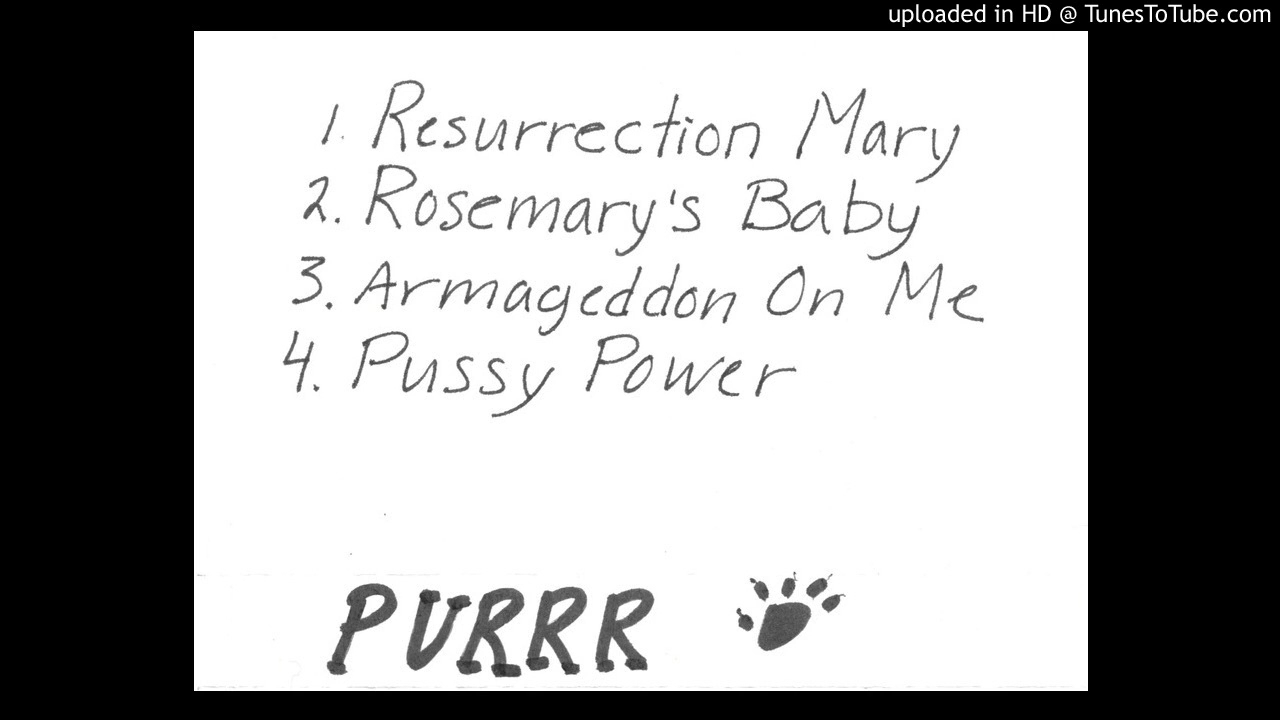 uploaded in HD @ TunesToTube.com
1. Resurrection Mary
2. Rosemary's Baby
3. Armageddon On Me
4. Pussy Power
PURRR